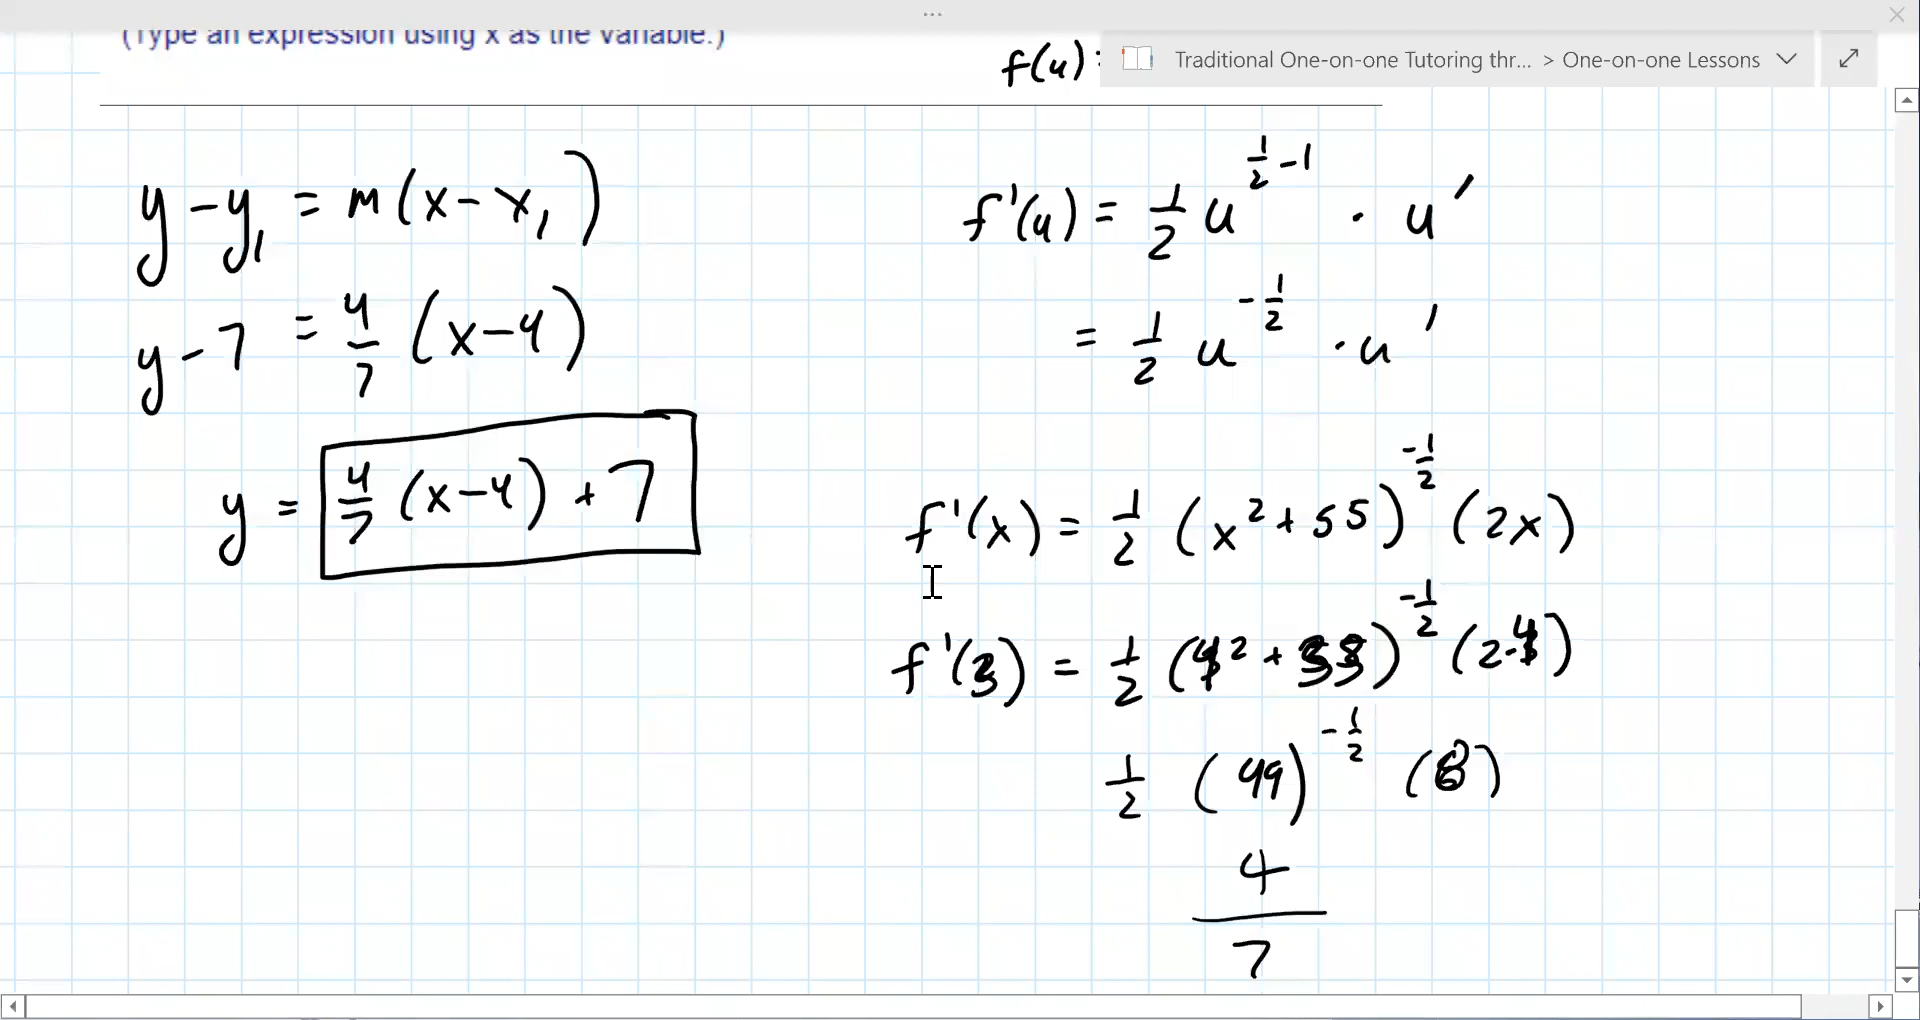 (Type an expression using x as the variable.)
f(u) :
Traditional One-on-one Tutoring thr... > One-on-one Lessons
y - y₁ = m(x - x₁)
y - 7 = 4/7 (x - 4)
y = 4/7 (x - 4) + 7
f'(u) = 1/2 u^(1/2 - 1) · u'
= 1/2 u^(-1/2) · u'
f'(x) = 1/2 (x² + 55)^(-1/2) (2x)
f'(3) = 1/2 (4² + 33)^(-1/2) (2·4)
1/2 (49)^(-1/2) (8)
4/7